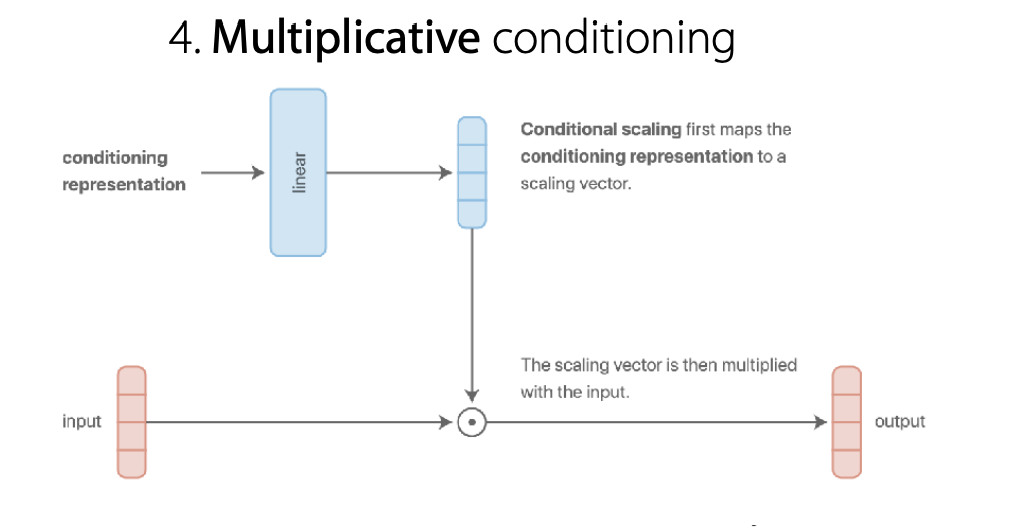 4. Multiplicative conditioning
conditioning
representation
linear
Conditional scaling first maps the
conditioning representation to a
scaling vector.
The scaling vector is then multiplied
with the input.
input
output